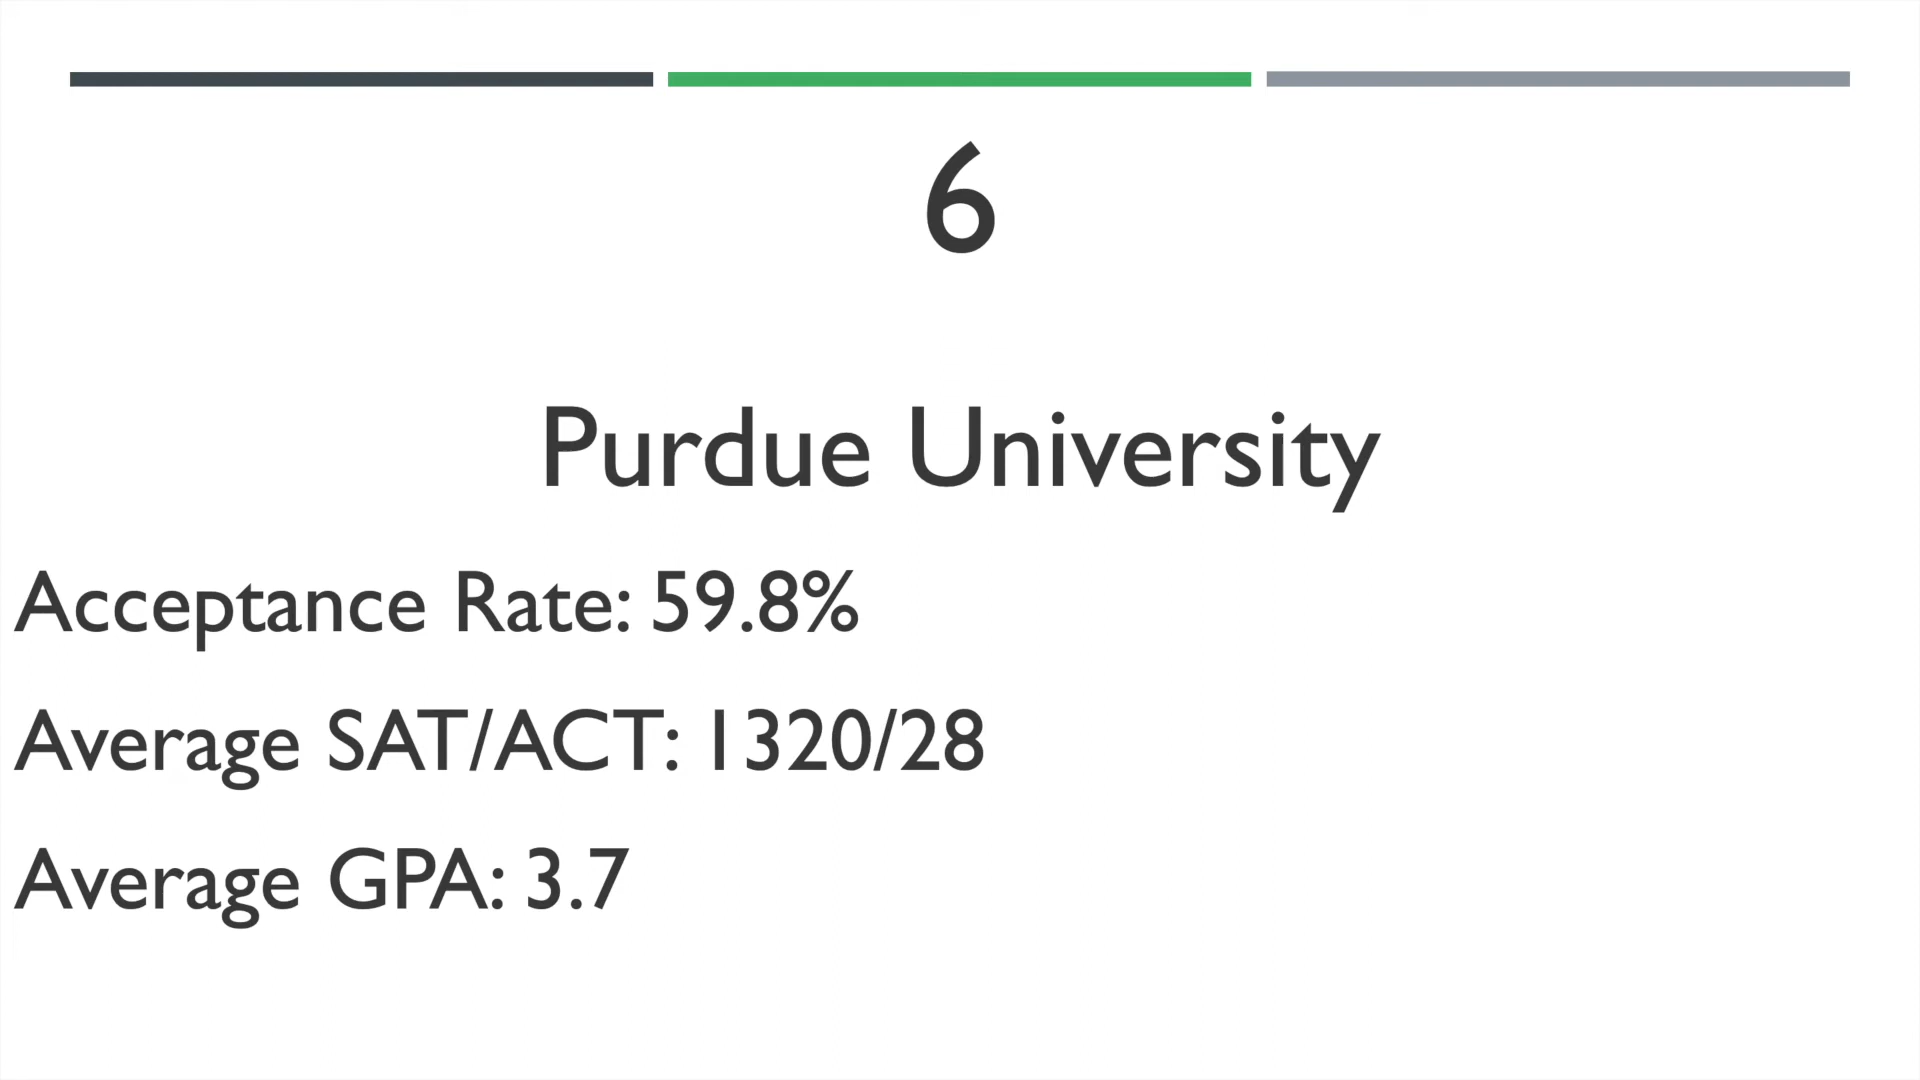 6
Purdue University
Acceptance Rate: 59.8%
Average SAT/ACT: 1320/28
Average GPA: 3.7